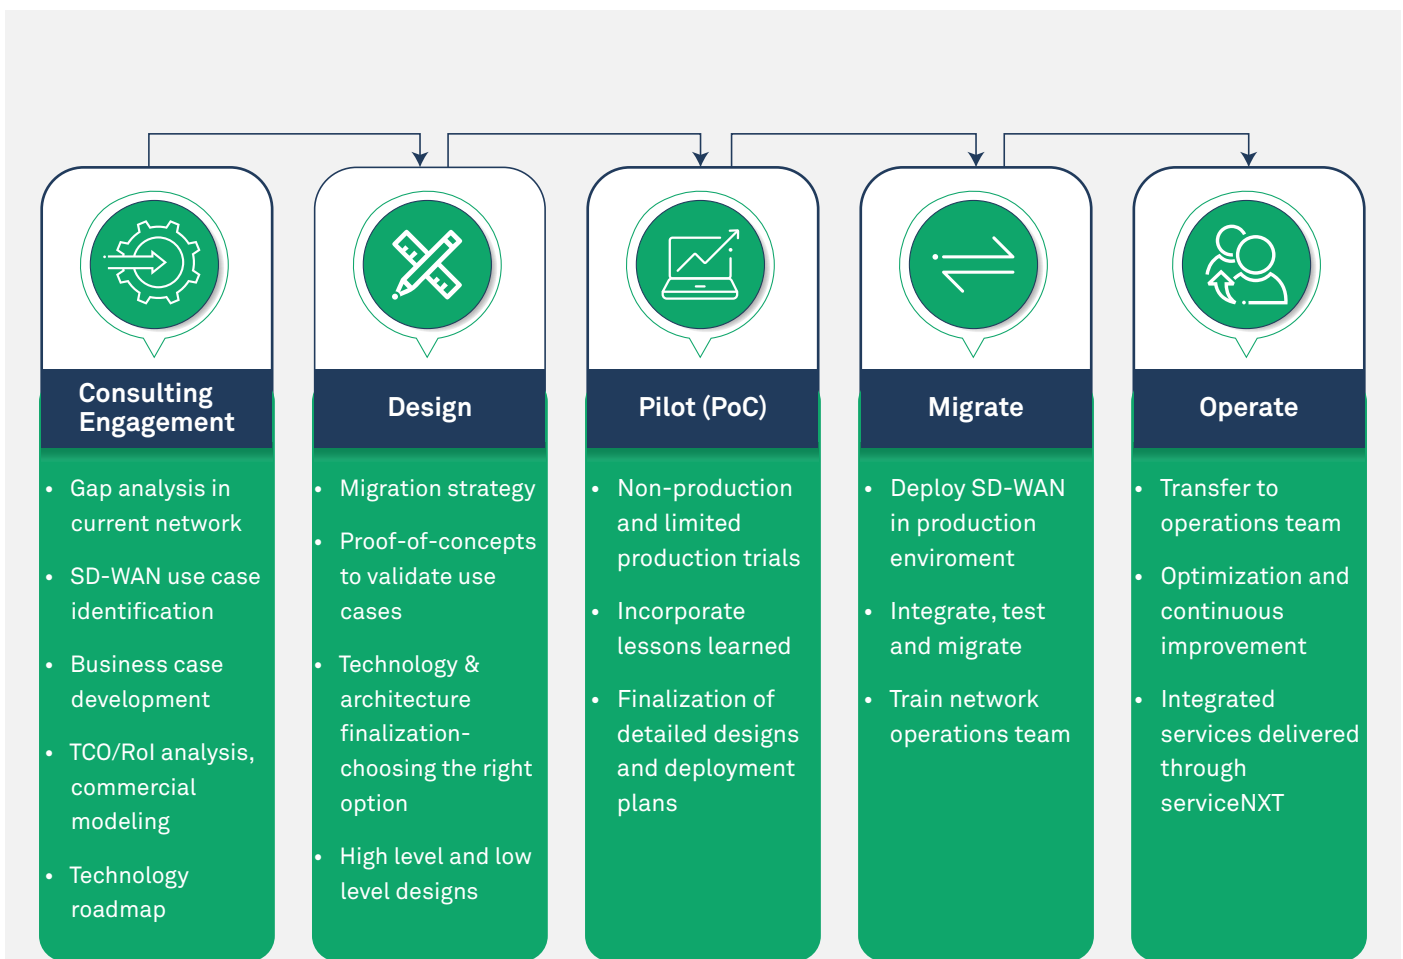 Consulting
Engagement
• Gap analysis in
current network
• SD-WAN use case
identification
• Business case
development
• TCO/RoI analysis,
commercial
modeling
• Technology
roadmap
Design
• Migration strategy
• Proof-of-concepts
to validate use
cases
• Technology &
architecture
finalization-
choosing the right
option
• High level and low
level designs
Pilot (PoC)
• Non-production
and limited
production trials
• Incorporate
lessons learned
• Finalization of
detailed designs
and deployment
plans
Migrate
• Deploy SD-WAN
in production
enviroment
• Integrate, test
and migrate
• Train network
operations team
Operate
• Transfer to
operations team
• Optimization and
continuous
improvement
• Integrated
services delivered
through
serviceNXT